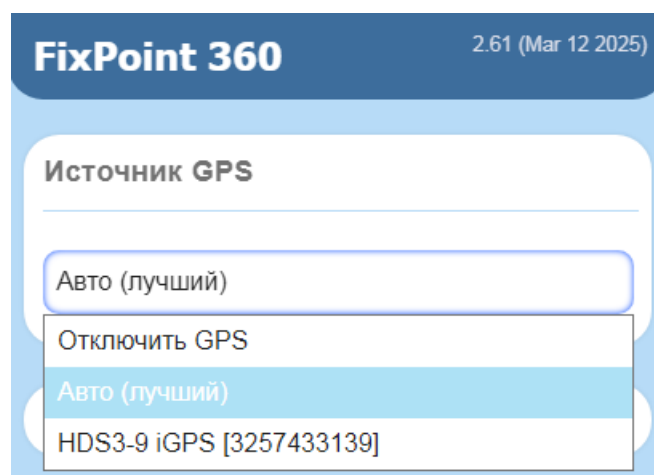 FixPoint 360
2.61 (Mar 12 2025)
Источник GPS
Авто (лучший)
Отключить GPS
Авто (лучший)
HDS3-9 iGPS [3257433139]